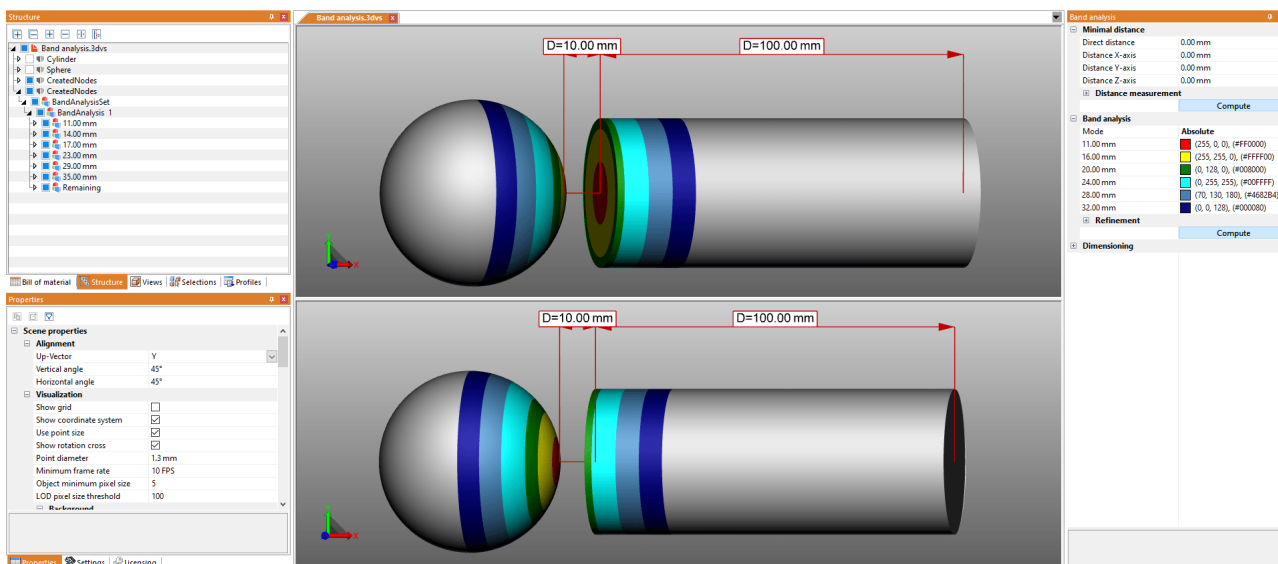 Structure
Band analysis.3dvs
Cylinder
Sphere
CreatedNodes
CreatedNodes
BandAnalysisSet
BandAnalysis 1
11.00 mm
14.00 mm
17.00 mm
23.00 mm
29.00 mm
35.00 mm
Remaining
Bill of material Structure Views Selections Profiles
Properties
Scene properties
Alignment
Up-Vector Y
Vertical angle 45°
Horizontal angle 45°
Visualization
Show grid
Show coordinate system
Use point size
Show rotation cross
Point diameter 1.3 mm
Minimum frame rate 10 FPS
Object minimum pixel size 5
LOD pixel size threshold 100
Background
Properties Settings Licensing
Band analysis.3dvs
D=10.00 mm D=100.00 mm
Y
X
D=10.00 mm D=100.00 mm
X
Band analysis
Minimal distance
Direct distance 0.00 mm
Distance X-axis 0.00 mm
Distance Y-axis 0.00 mm
Distance Z-axis 0.00 mm
Distance measurement
Compute
Band analysis
Mode Absolute
11.00 mm (255, 0, 0), (#FF0000)
16.00 mm (255, 255, 0), (#FFFF00)
20.00 mm (0, 128, 0), (#008000)
24.00 mm (0, 255, 255), (#00FFFF)
28.00 mm (70, 130, 180), (#4682B4)
32.00 mm (0, 0, 128), (#000080)
Refinement
Compute
Dimensioning